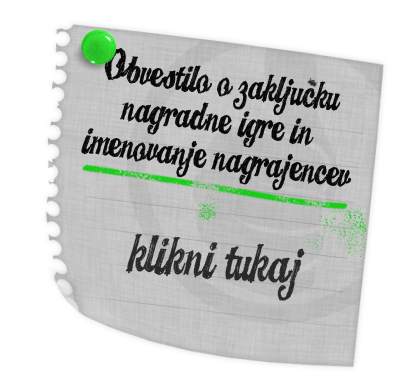 Obvestilo o zaključku
nagradne igre in
imenovanje nagrajencev
klikni tukaj